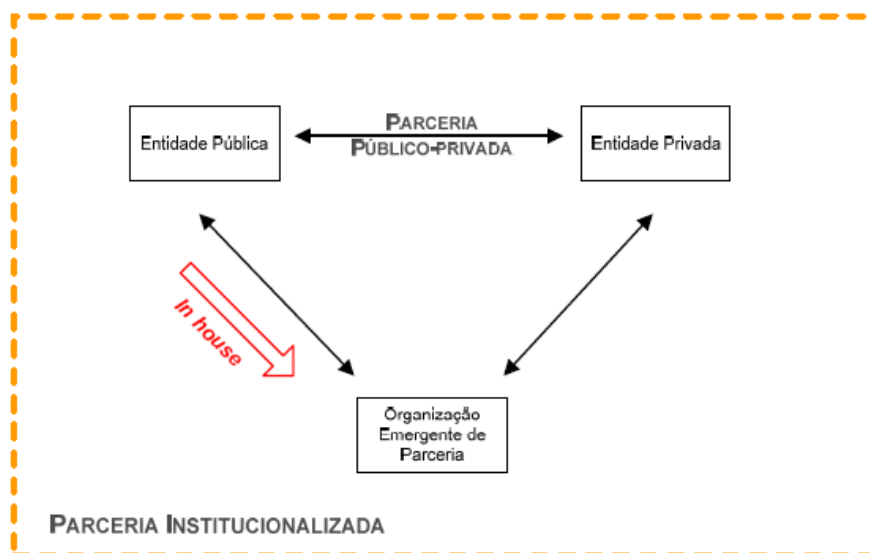 Entidade Pública
PARCERIA
PÚBLICO-PRIVADA
Entidade Privada
In house
Organização
Emergente de
Parceria
PARCERIA INSTITUCIONALIZADA